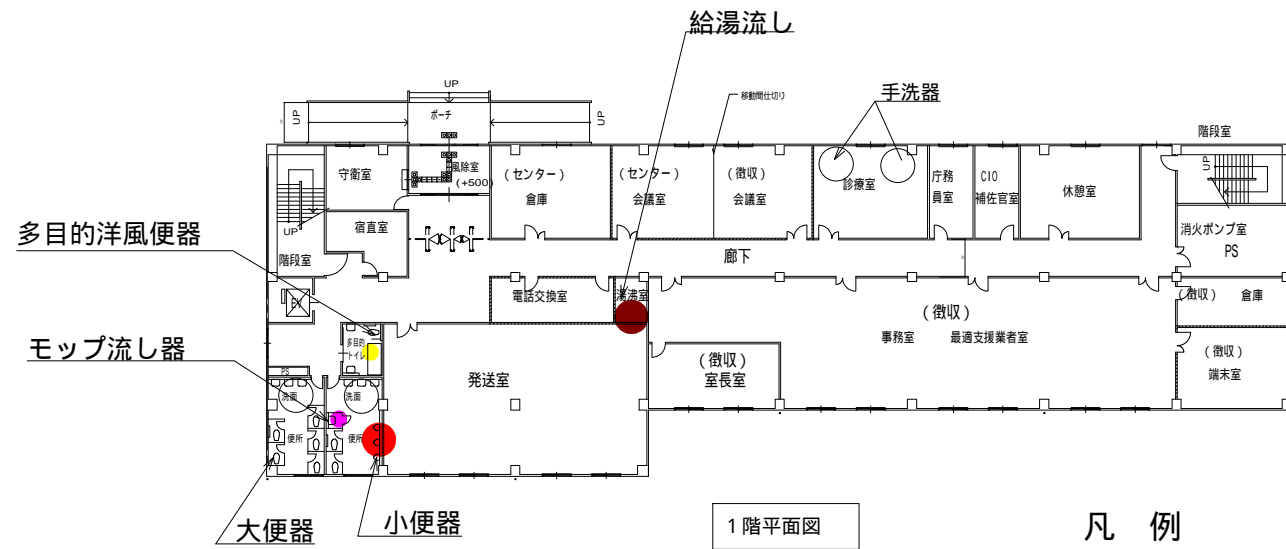 給湯流し
手洗器
移動間仕切り
UP
UP
ポーチ
UP
階段室
守衛室
風除室
(+500)
(センター)
倉庫
(センター)
会議室
(徴収)
会議室
診療室
庁務
員室
CIO
補佐官室
休憩室
UP
宿直室
UP
多目的洋風便器
階段室
廊下
消火ポンプ室
PS
EV
電話交換室
湯沸室
(徴収)
倉庫
(徴収)
事務室
最適支援業者室
多目的
トイレ
モップ流し器
(徴収)
室長室
(徴収)
端末室
発送室
PS
洗面
洗面
便所
便所
大便器
小便器
1階平面図
凡 例